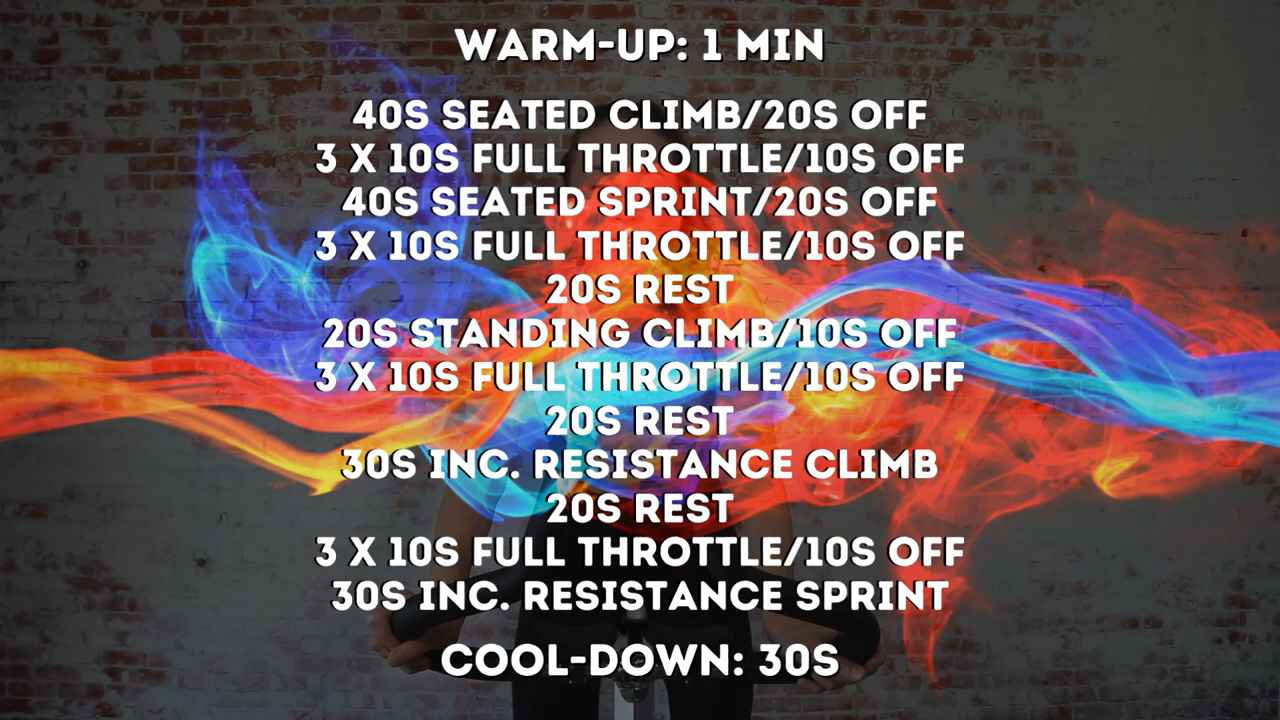 WARM-UP: 1 MIN
40S SEATED CLIMB/20S OFF
3 X 10S FULL THROTTLE/10S OFF
40S SEATED SPRINT/20S OFF
3 X 10S FULL THROTTLE/10S OFF
20S REST
20S STANDING CLIMB/10S OFF
3 X 10S FULL THROTTLE/10S OFF
20S REST
30S INC. RESISTANCE CLIMB
20S REST
3 X 10S FULL THROTTLE/10S OFF
30S INC. RESISTANCE SPRINT
COOL-DOWN: 30S